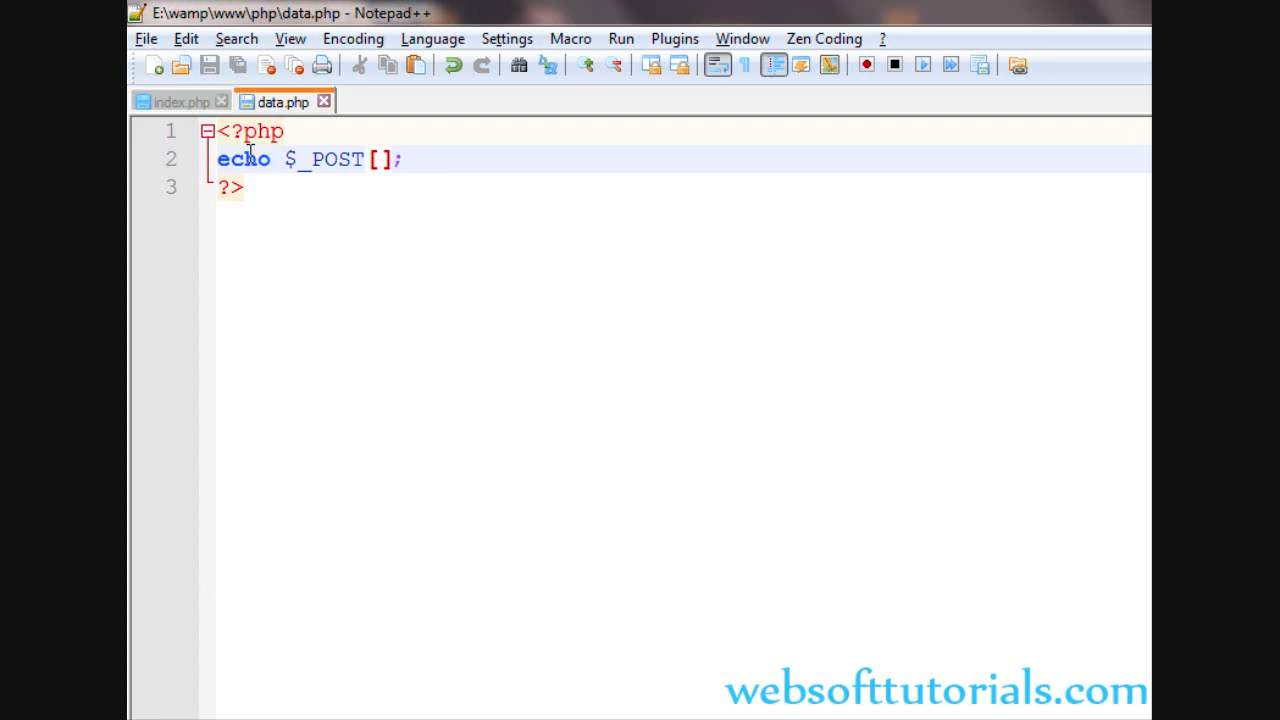 E:\wamp\www\php\data.php - Notepad++
File Edit Search View Encoding Language Settings Macro Run Plugins Window Zen Coding ?
index.php data.php
1 <?php
2 echo $_POST[];
3 ?>
websofttutorials.com